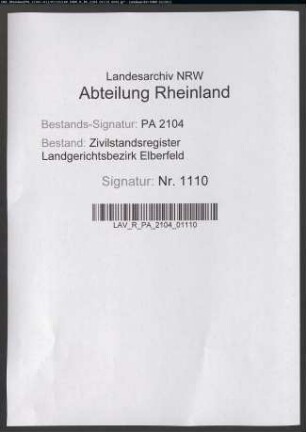 Landesarchiv NRW
Abteilung Rheinland
Bestands-Signatur: PA 2104
Bestand: Zivilstandsregister
Landgerichtsbezirk Elberfeld
Signatur: Nr. 1110
LAV_R_PA_2104_01110